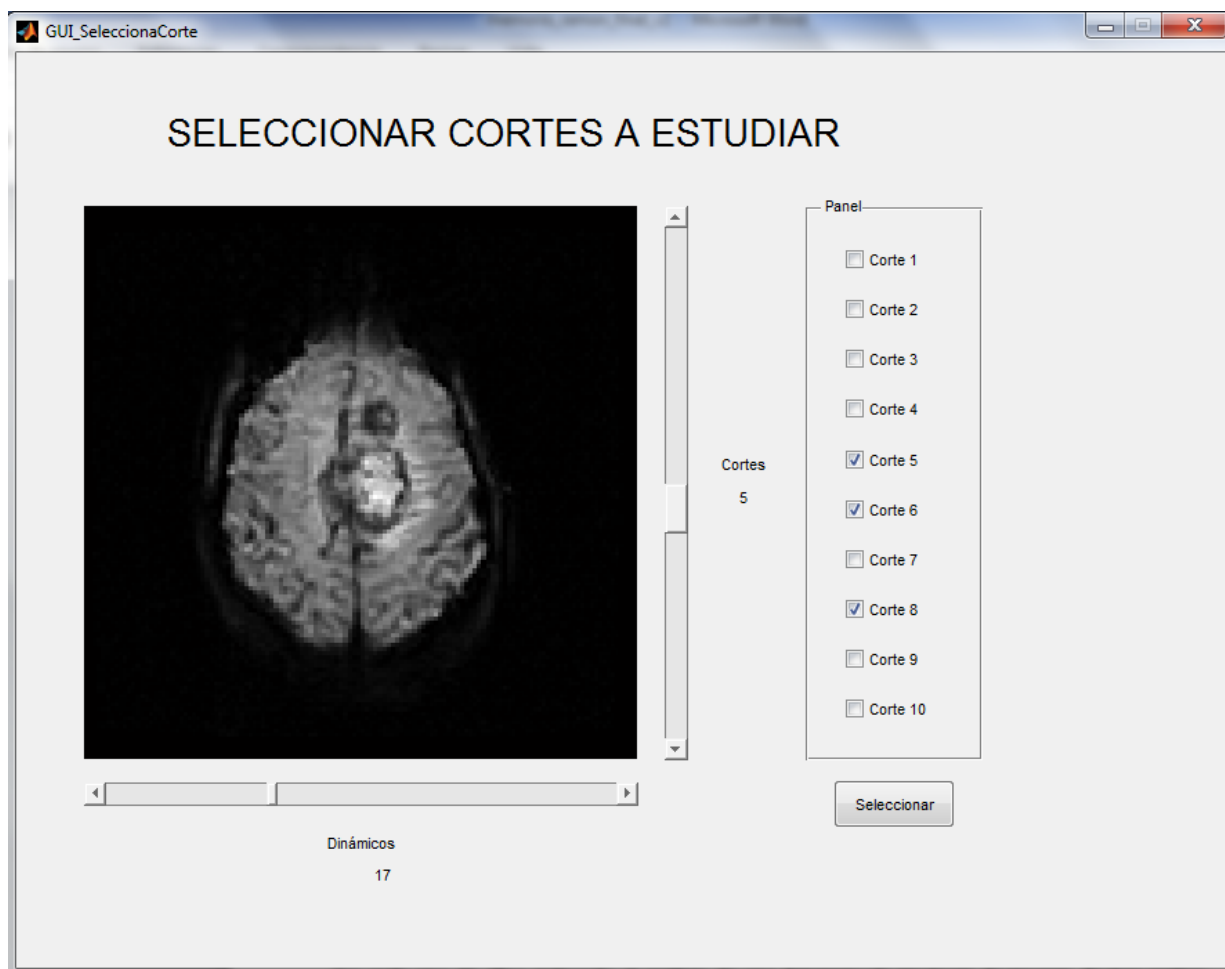 GUI_SeleccionaCorte
SELECCIONAR CORTES A ESTUDIAR
Panel
Corte 1
Corte 2
Corte 3
Corte 4
Corte 5
Corte 6
Corte 7
Corte 8
Corte 9
Corte 10
Cortes
5
Seleccionar
Dinámicos
17